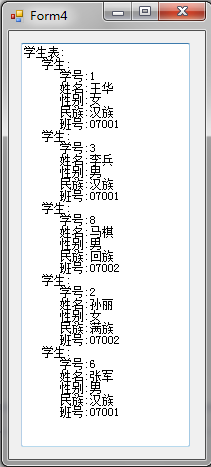 Form4
学生表:
学生:
学号:1
姓名:王华
性别:女
民族:汉族
班号:07001
学生:
学号:3
姓名:李兵
性别:男
民族:汉族
班号:07001
学生:
学号:8
姓名:马棋
性别:男
民族:回族
班号:07002
学生:
学号:2
姓名:孙丽
性别:女
民族:满族
班号:07002
学生:
学号:6
姓名:张军
性别:男
民族:汉族
班号:07001